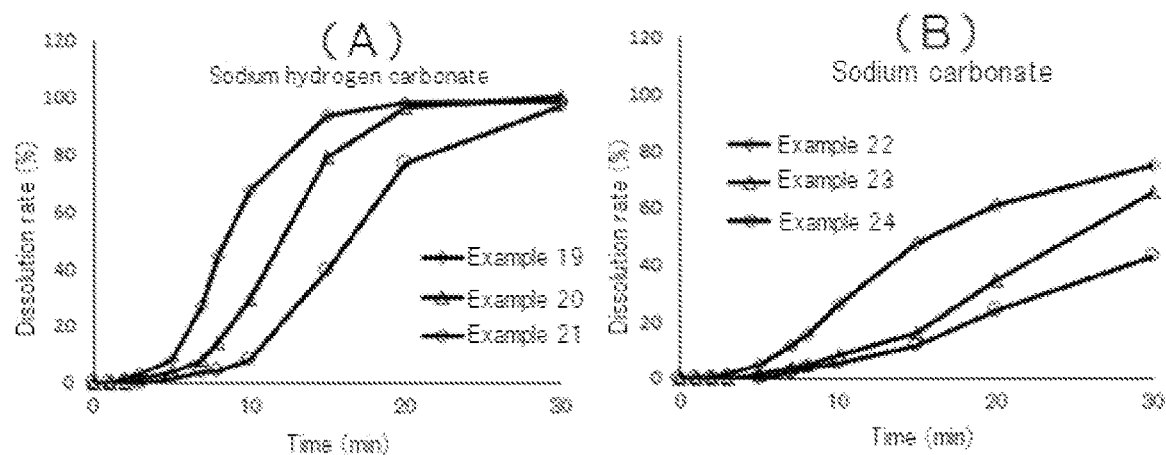 (A)
Sodium hydrogen carbonate
120
100
80
60
40
20
0
Dissolution rate (%)
0
10
20
30
Time (min)
Example 19
Example 20
Example 21
(B)
Sodium carbonate
120
100
80
60
40
20
0
Dissolution rate (%)
0
10
20
30
Time (min)
Example 22
Example 23
Example 24